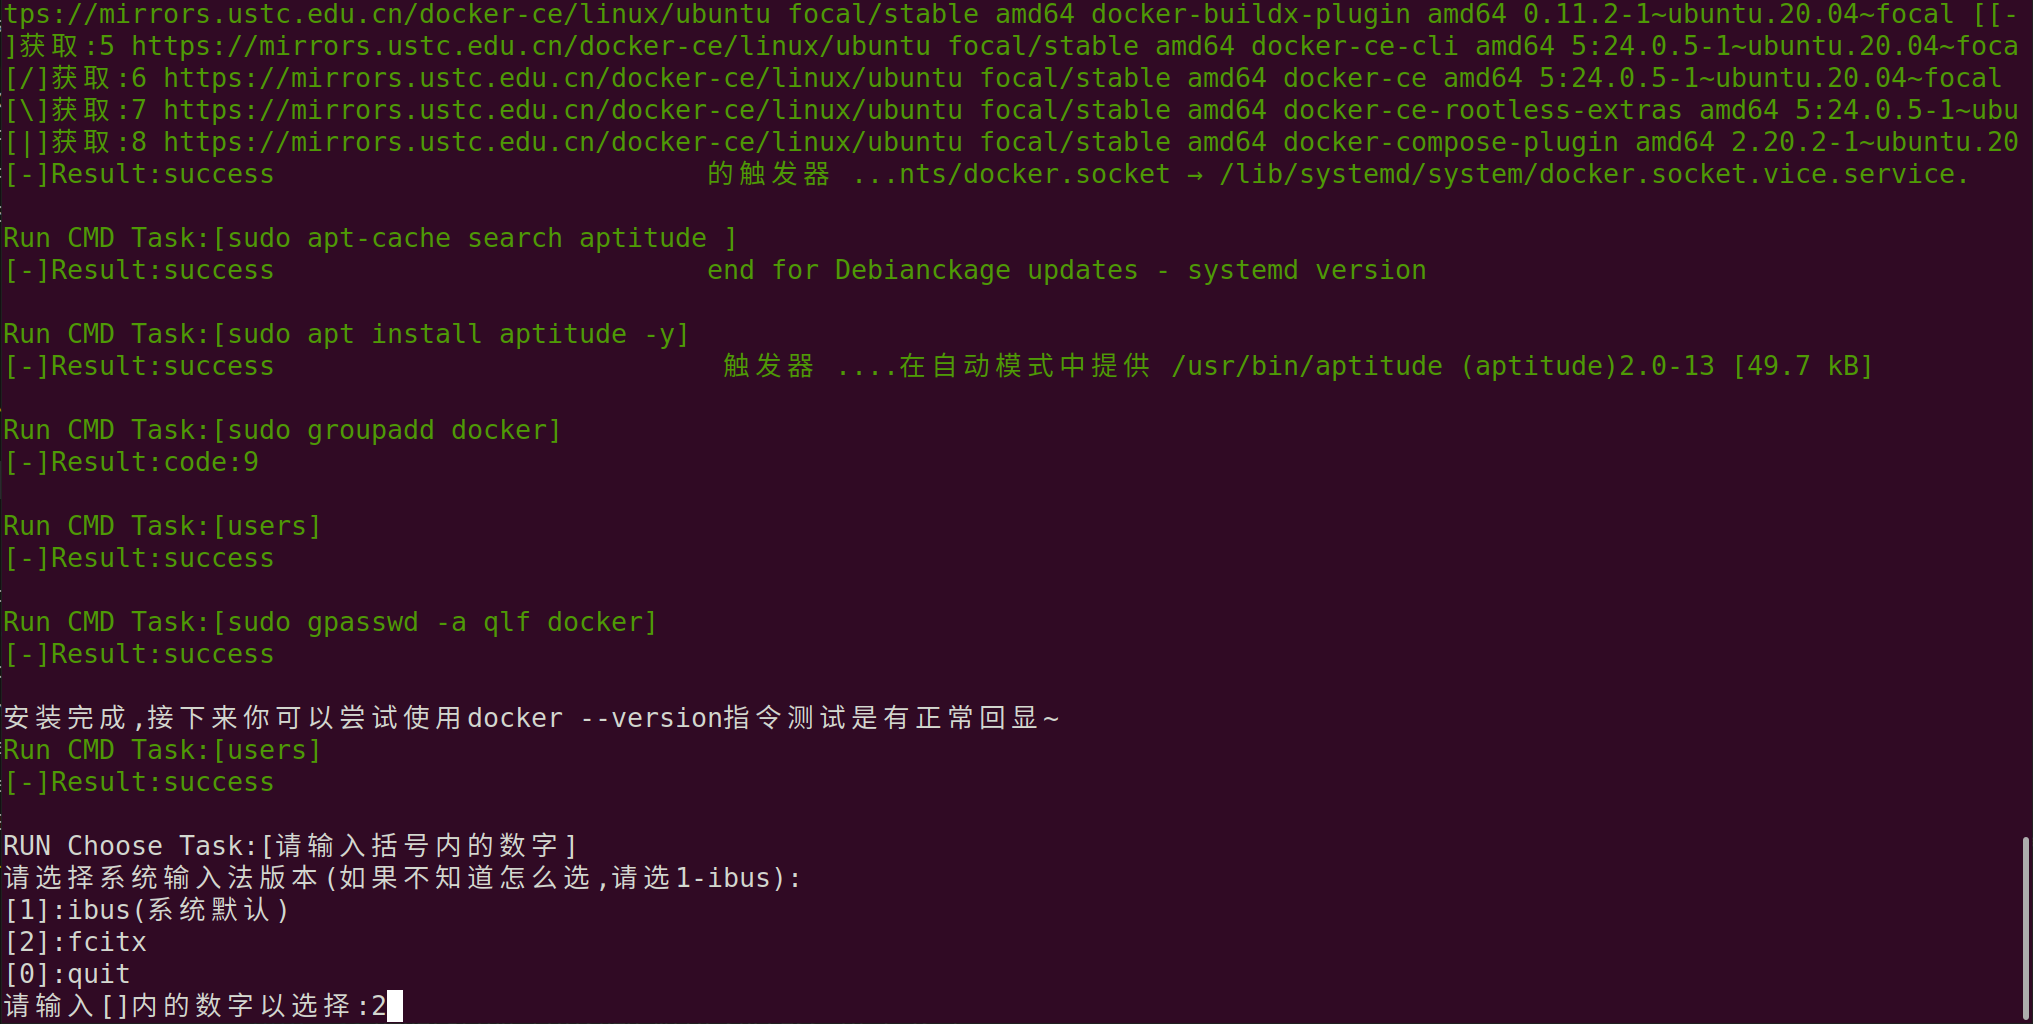 tps://mirrors.ustc.edu.cn/docker-ce/linux/ubuntu focal/stable amd64 docker-buildx-plugin amd64 0.11.2-1~ubuntu.20.04~focal [[-
]获取:5 https://mirrors.ustc.edu.cn/docker-ce/linux/ubuntu focal/stable amd64 docker-ce-cli amd64 5:24.0.5-1~ubuntu.20.04~foca
[/]获取:6 https://mirrors.ustc.edu.cn/docker-ce/linux/ubuntu focal/stable amd64 docker-ce amd64 5:24.0.5-1~ubuntu.20.04~focal
[\]获取:7 https://mirrors.ustc.edu.cn/docker-ce/linux/ubuntu focal/stable amd64 docker-ce-rootless-extras amd64 5:24.0.5-1~ubu
[|]获取:8 https://mirrors.ustc.edu.cn/docker-ce/linux/ubuntu focal/stable amd64 docker-compose-plugin amd64 2.20.2-1~ubuntu.20
[-]Result:success 的触发器 ...nts/docker.socket → /lib/systemd/system/docker.socket.vice.service.
Run CMD Task:[sudo apt-cache search aptitude ]
[-]Result:success end for Debianckage updates - systemd version
Run CMD Task:[sudo apt install aptitude -y]
[-]Result:success 触发器 ....在自动模式中提供 /usr/bin/aptitude (aptitude)2.0-13 [49.7 kB]
Run CMD Task:[sudo groupadd docker]
[-]Result:code:9
Run CMD Task:[users]
[-]Result:success
Run CMD Task:[sudo gpasswd -a qlf docker]
[-]Result:success
安装完成,接下来你可以尝试使用docker --version指令测试是有正常回显~
Run CMD Task:[users]
[-]Result:success
RUN Choose Task:[请输入括号内的数字]
请选择系统输入法版本(如果不知道怎么选,请选1-ibus):
[1]:ibus(系统默认)
[2]:fcitx
[0]:quit
请输入[]内的数字以选择:2